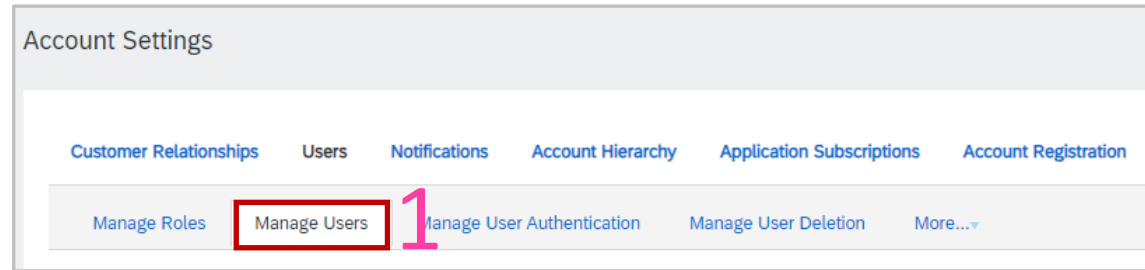 Account Settings
Customer Relationships Users Notifications Account Hierarchy Application Subscriptions Account Registration
Manage Roles Manage Users 1 Manage User Authentication Manage User Deletion More...